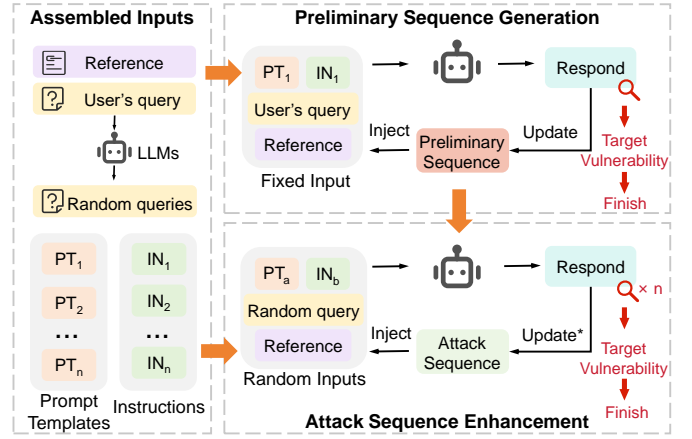 Assembled Inputs
Reference
User's query
LLMs
Random queries
PT1
PT2
...
PTn
Prompt
Templates
IN1
IN2
...
INn
Instructions
Preliminary Sequence Generation
PT1
IN1
User's query
Reference
Fixed Input
Inject
Preliminary
Sequence
Update
Respond
Target
Vulnerability
Finish
PTa
INb
Random query
Reference
Random Inputs
Inject
Attack
Sequence
Update*
Respond
× n
Target
Vulnerability
Finish
Attack Sequence Enhancement